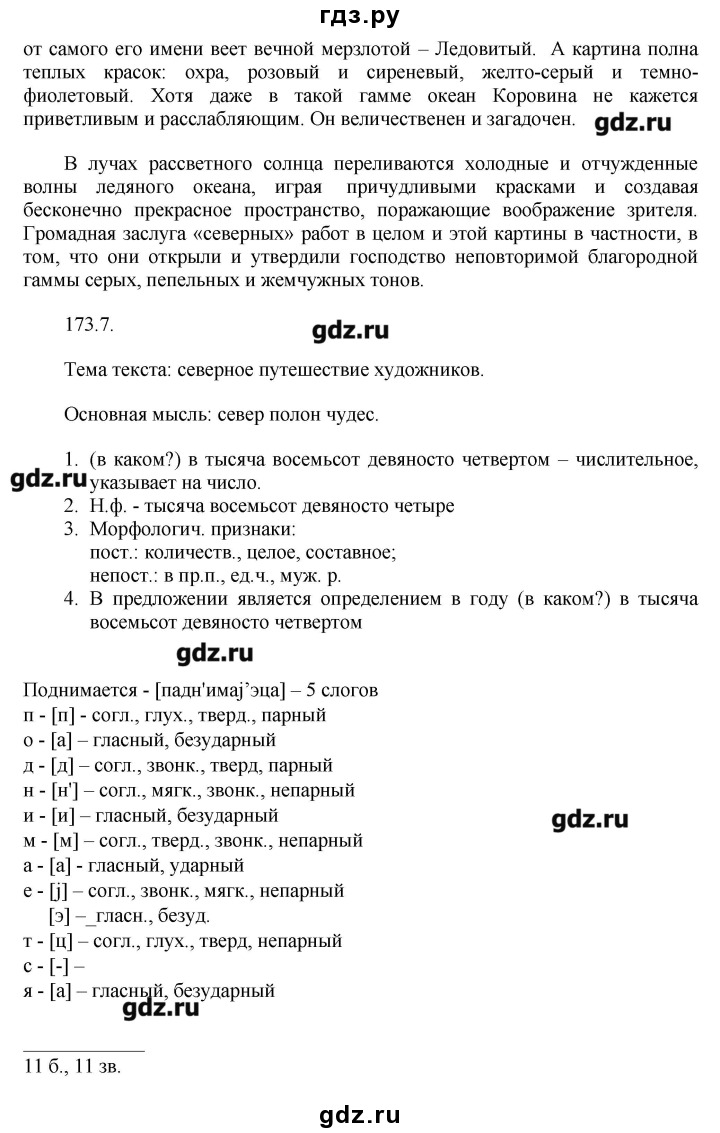 гдз.ру
от самого его имени веет вечной мерзлотой – Ледовитый. А картина полна
теплых красок: охра, розовый и сиреневый, желто-серый и темно-
фиолетовый. Хотя даже в такой гамме океан Коровина не кажется
приветливым и расслабляющим. Он величественен и загадочен.
gdz.ru
В лучах рассветного солнца переливаются холодные и отчужденные
волны ледяного океана, играя причудливыми красками и создавая
бесконечно прекрасное пространство, поражающие воображение зрителя.
Громадная заслуга «северных» работ в целом и этой картины в частности, в
том, что они открыли и утвердили господство неповторимой благородной
гаммы серых, пепельных и жемчужных тонов.
173.7.
gdz.ru
Тема текста: северное путешествие художников.
Основная мысль: север полон чудес.
1. (в каком?) в тысяча восемьсот девяносто четвертом – числительное,
gdz.ru
указывает на число.
2. Н.ф. - тысяча восемьсот девяносто четыре
3. Морфологич. признаки:
пост.: количеств., целое, составное;
непост.: в пр.п., ед.ч., муж. р.
4. В предложении является определением в году (в каком?) в тысяча
восемьсот девяносто четвертом
gdz.ru
Поднимается - [падн'имај’эца] – 5 слогов
п - [п] - согл., глух., тверд., парный
о - [а] – гласный, безударный
д - [д] – согл., звонк., тверд, парный
н - [н'] – согл., мягк., звонк., непарный
и - [и] – гласный, безударный
gdz.ru
м - [м] – согл., тверд., звонк., непарный
а - [а] - гласный, ударный
е - [j] – согл., звонк., мягк., непарный
[э] –_гласн., безуд.
т - [ц] – согл., глух., тверд, непарный
с - [-] –
я - [а] – гласный, безударный
gdz.ru
11 б., 11 зв.
gdz.ru